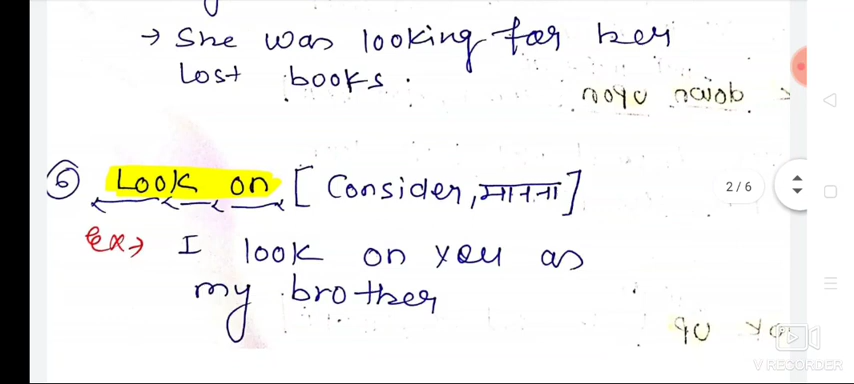 → She was looking for her
lost books.
⑥ Look on [Consider, मानना]
Ex→ I look on you as
my brother
2/6
V RECORDER